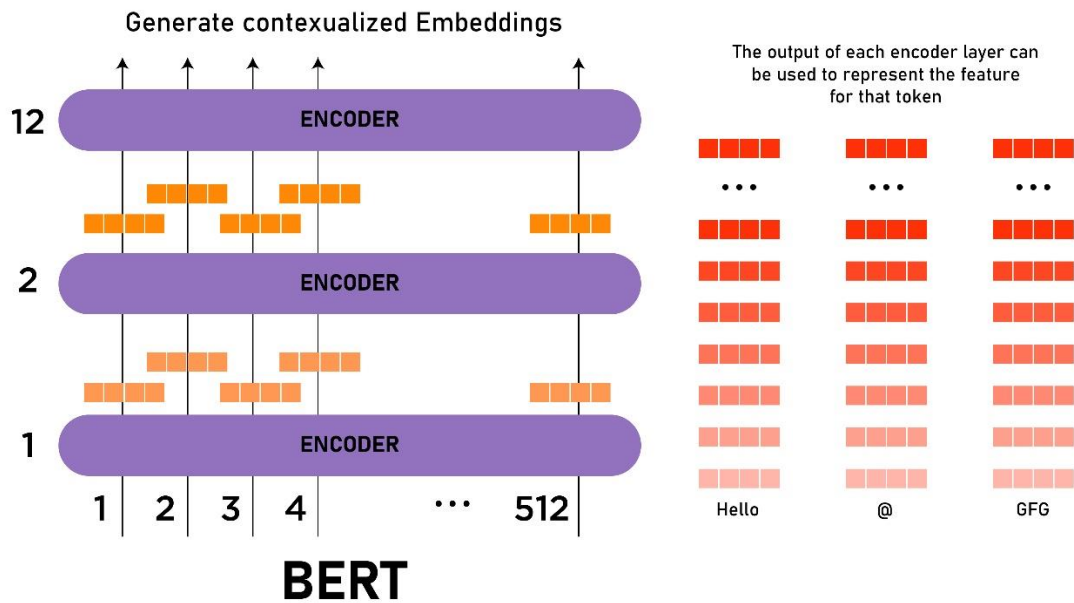 Generate contexualized Embeddings
12
ENCODER
2
ENCODER
1
ENCODER
1 2 3 4 ... 512
BERT
The output of each encoder layer can
be used to represent the feature
for that token
...
...
...
Hello
@
GFG